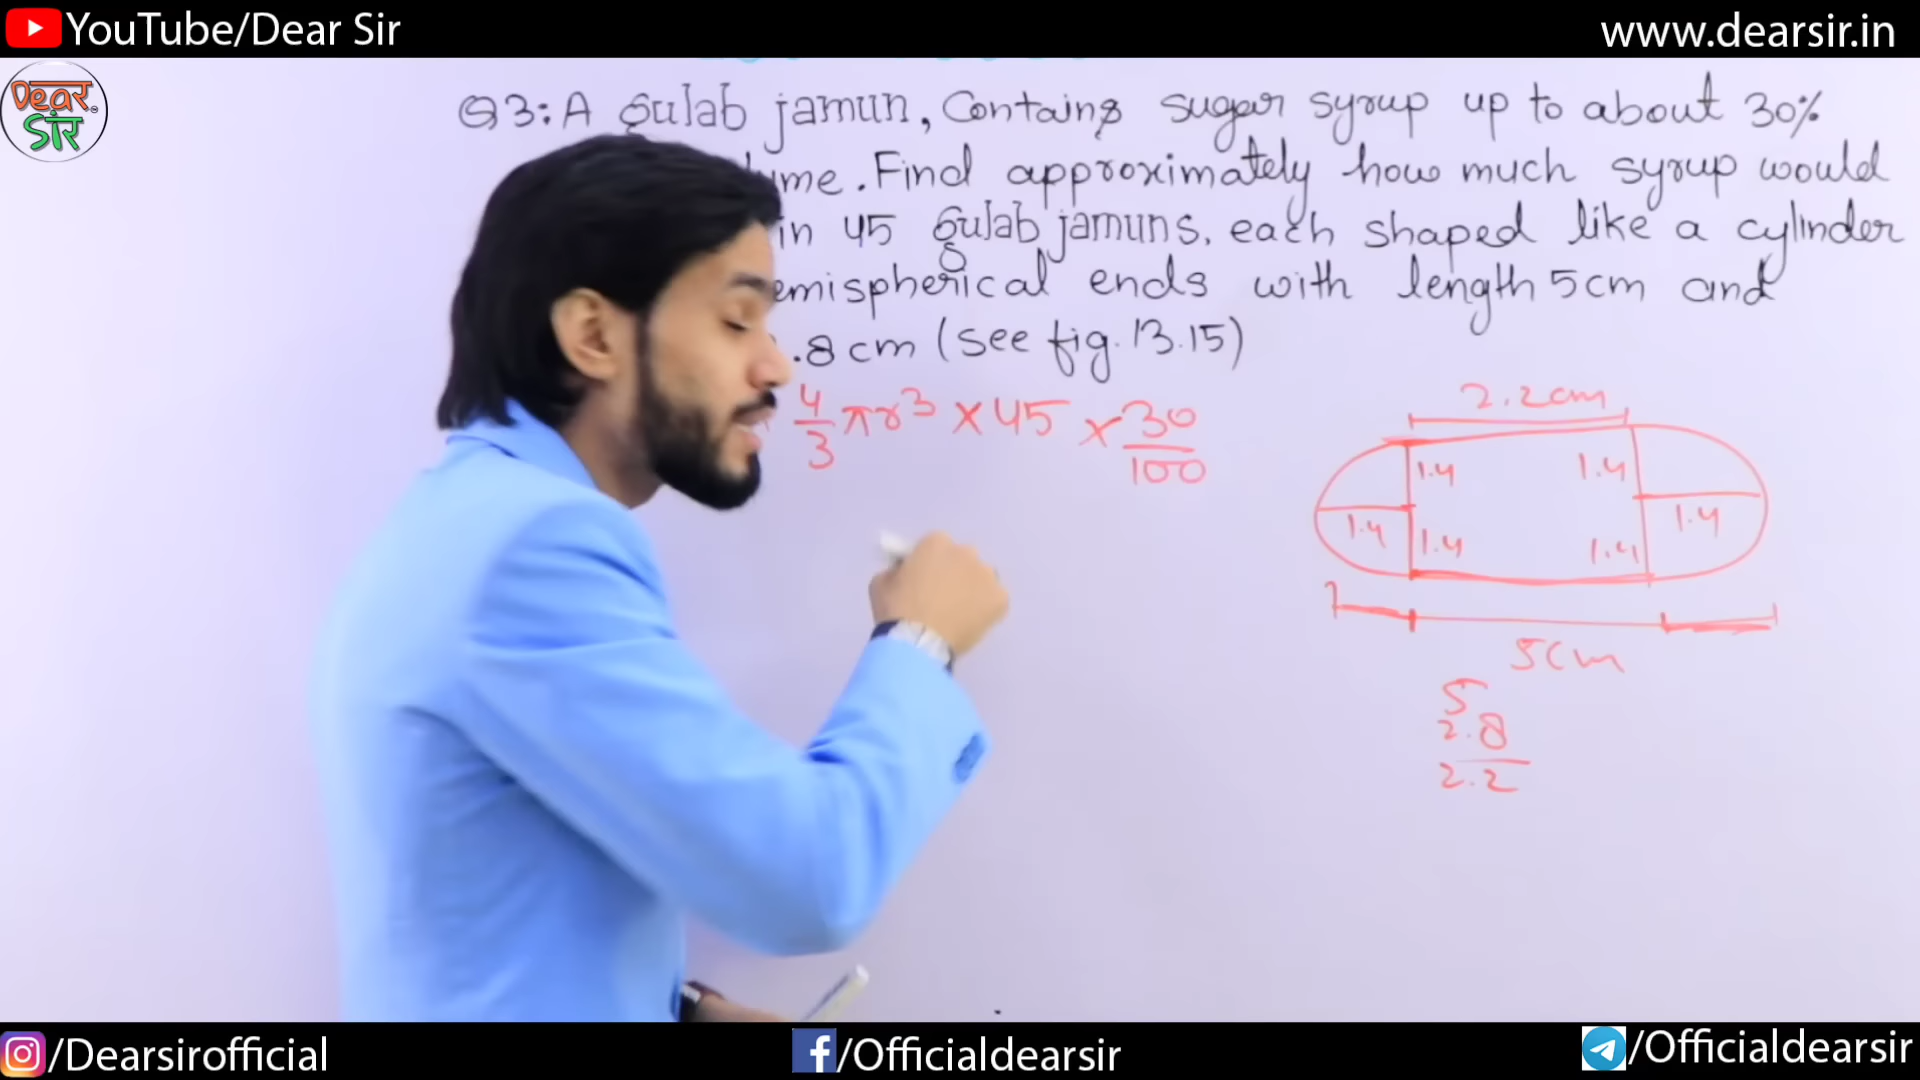 YouTube/Dear Sir
www.dearsir.in
Dear
सर
Q3: A gulab jamun, Contains sugar syrup up to about 30%
. Find approximately how much syrup would
in 45 gulab jamuns, each shaped like a cylinder
ends with length 5cm and
.8 cm (see fig. 13.15)
4/3 πr³ × 45 × 30/100
2.2cm
1.4 1.4
1.4 1.4 1.4 1.4
5cm
5
2.8
2.2
/Dearsirofficial
/Officialdearsir
/Officialdearsir